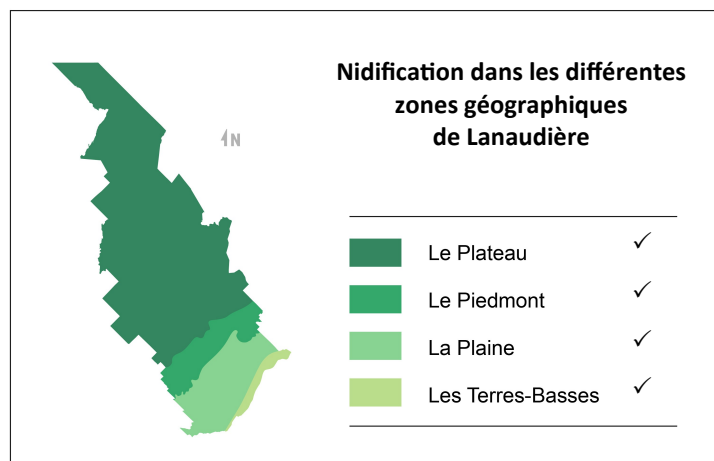 Nidification dans les différentes
zones géographiques
de Lanaudière
N
Le Plateau ✓
Le Piedmont ✓
La Plaine ✓
Les Terres-Basses ✓